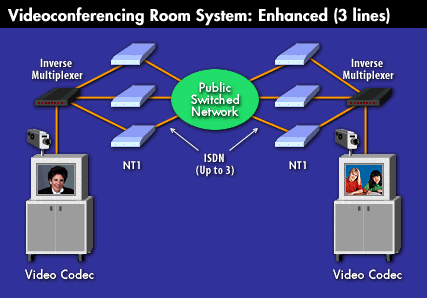 Videoconferencing Room System: Enhanced (3 lines)
Inverse
Multiplexer
Inverse
Multiplexer
Public
Switched
Network
NT1
ISDN
(Up to 3)
NT1
Video Codec
Video Codec